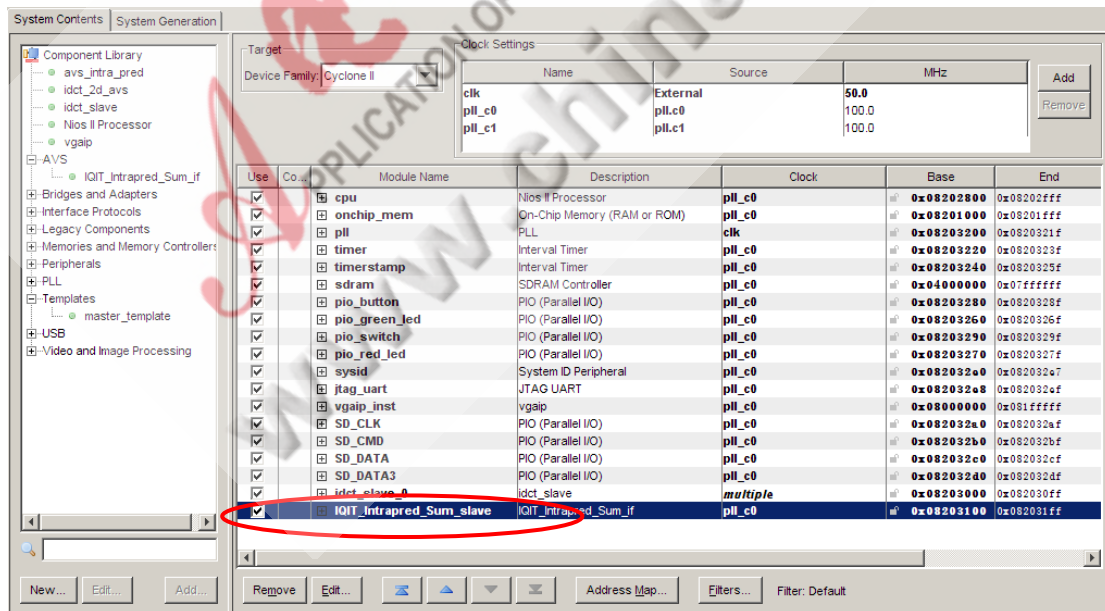 System Contents System Generation
Component Library
avs_intra_pred
idct_2d_avs
idct_slave
Nios II Processor
vgaip
AVS
IQIT_Intrapred_Sum_if
Bridges and Adapters
Interface Protocols
Legacy Components
Memories and Memory Controllers
Peripherals
PLL
Templates
master_template
USB
Video and Image Processing
New... Edit... Add...
Target
Device Family: Cyclone II
Clock Settings
Name Source MHz
clk External 50.0
pll_c0 pll.c0 100.0
pll_c1 pll.c1 100.0
Add
Remove
Use Co... Module Name Description Clock Base End
cpu Nios II Processor pll_c0 0x08202800 0x08202fff
onchip_mem On-Chip Memory (RAM or ROM) pll_c0 0x08201000 0x08201fff
pll PLL clk 0x08203200 0x0820321f
timer Interval Timer pll_c0 0x08203220 0x0820323f
timerstamp Interval Timer pll_c0 0x08203240 0x0820325f
sdram SDRAM Controller pll_c0 0x04000000 0x07ffffff
pio_button PIO (Parallel I/O) pll_c0 0x08203280 0x0820328f
pio_green_led PIO (Parallel I/O) pll_c0 0x08203260 0x0820326f
pio_switch PIO (Parallel I/O) pll_c0 0x08203290 0x0820329f
pio_red_led PIO (Parallel I/O) pll_c0 0x08203270 0x0820327f
sysid System ID Peripheral pll_c0 0x082032e0 0x082032e7
jtag_uart JTAG UART pll_c0 0x082032e8 0x082032ef
vgaip_inst vgaip pll_c0 0x08000000 0x081fffff
SD_CLK PIO (Parallel I/O) pll_c0 0x082032a0 0x082032af
SD_CMD PIO (Parallel I/O) pll_c0 0x082032b0 0x082032bf
SD_DATA PIO (Parallel I/O) pll_c0 0x082032c0 0x082032cf
SD_DATA3 PIO (Parallel I/O) pll_c0 0x082032d0 0x082032df
idct_slave_0 idct_slave multiple 0x08203000 0x082030ff
IQIT_Intrapred_Sum_slave IQIT_Intrapred_Sum_if pll_c0 0x08203100 0x082031ff
Remove Edit... Address Map... Filters... Filter: Default